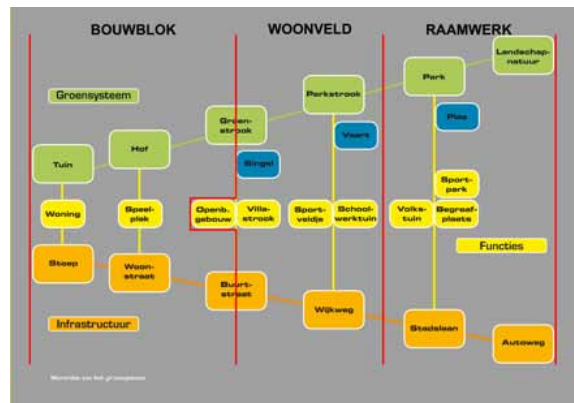 BOUWBLOK
WOONVELD
RAAMWERK
Landschap-
natuur
Park
Parkstrook
Groensysteem
Groen-
strook
Plas
Vaart
Hof
Tuin
Singel
Sport-
park
Woning
Speel-
plek
Openb.
gebouw
Villa-
strook
Sport-
veldje
School-
werktuin
Volks-
tuin
Begraaf-
plaats
Functies
Stoep
Woon-
straat
Buurt-
straat
Wijkweg
Infrastructuur
Stadslaan
Autoweg